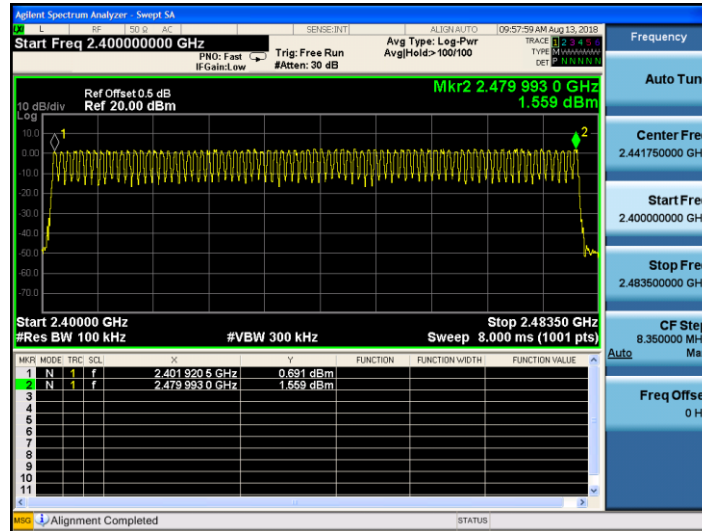 Agilent Spectrum Analyzer - Swept SA
L RF 50 Ω AC SENSE:INT ALIGN AUTO 09:57:59 AM Aug 13, 2018
Start Freq 2.400000000 GHz
PNO: Fast
IFGain:Low
Trig: Free Run
#Atten: 30 dB
Avg Type: Log-Pwr
Avg|Hold:>100/100
TRACE 1 2 3 4 5 6
TYPE M
DET P N N N N N
Ref Offset 0.5 dB
Ref 20.00 dBm
10 dB/div
Log
Mkr2 2.479 993 0 GHz
1.559 dBm
10.0
0.00
-10.0
-20.0
-30.0
-40.0
-50.0
-60.0
-70.0
1
2
Start 2.40000 GHz
Stop 2.48350 GHz
#Res BW 100 kHz
#VBW 300 kHz
Sweep 8.000 ms (1001 pts)
MKR MODE TRC SCL X Y FUNCTION FUNCTION WIDTH FUNCTION VALUE
1 N 1 f 2.401 920 5 GHz 0.691 dBm
2 N 1 f 2.479 993 0 GHz 1.559 dBm
3
4
5
6
7
8
9
10
11
MSG Alignment Completed
STATUS
Frequency
Auto Tun
Center Fre
2.441750000 GH
Start Fre
2.400000000 GH
Stop Fre
2.483500000 GH
CF Step
8.350000 MH
Auto Ma
Freq Offse
0 H